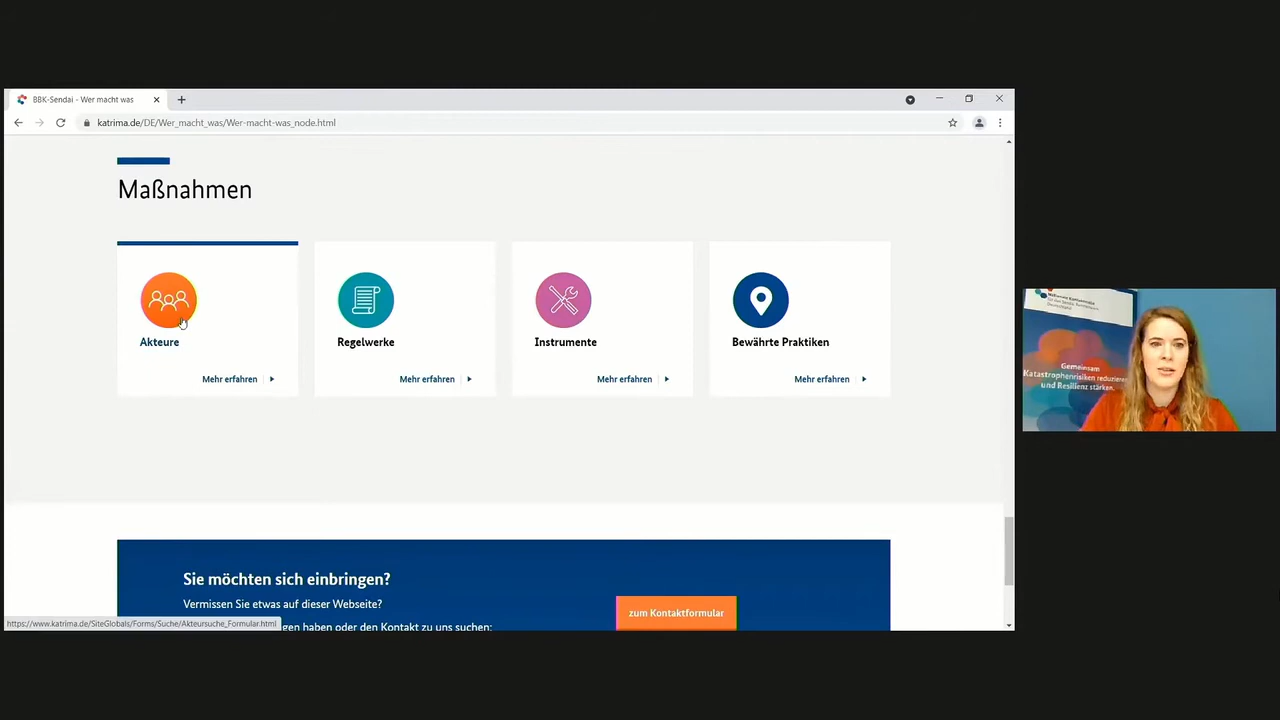 BBK-Sendai - Wer macht was
katrima.de/DE/Wer_macht_was/Wer-macht-was_node.html
Maßnahmen
Akteure
Mehr erfahren
Regelwerke
Mehr erfahren
Instrumente
Mehr erfahren
Bewährte Praktiken
Mehr erfahren
Sie möchten sich einbringen?
Vermissen Sie etwas auf dieser Webseite?
gen haben oder den Kontakt zu uns suchen:
zum Kontaktformular
https://www.katrima.de/SiteGlobals/Forms/Suche/Akteursuche_Formular.html
Gemeinsam
Katastrophenrisiken reduzieren
und Resilienz stärken.